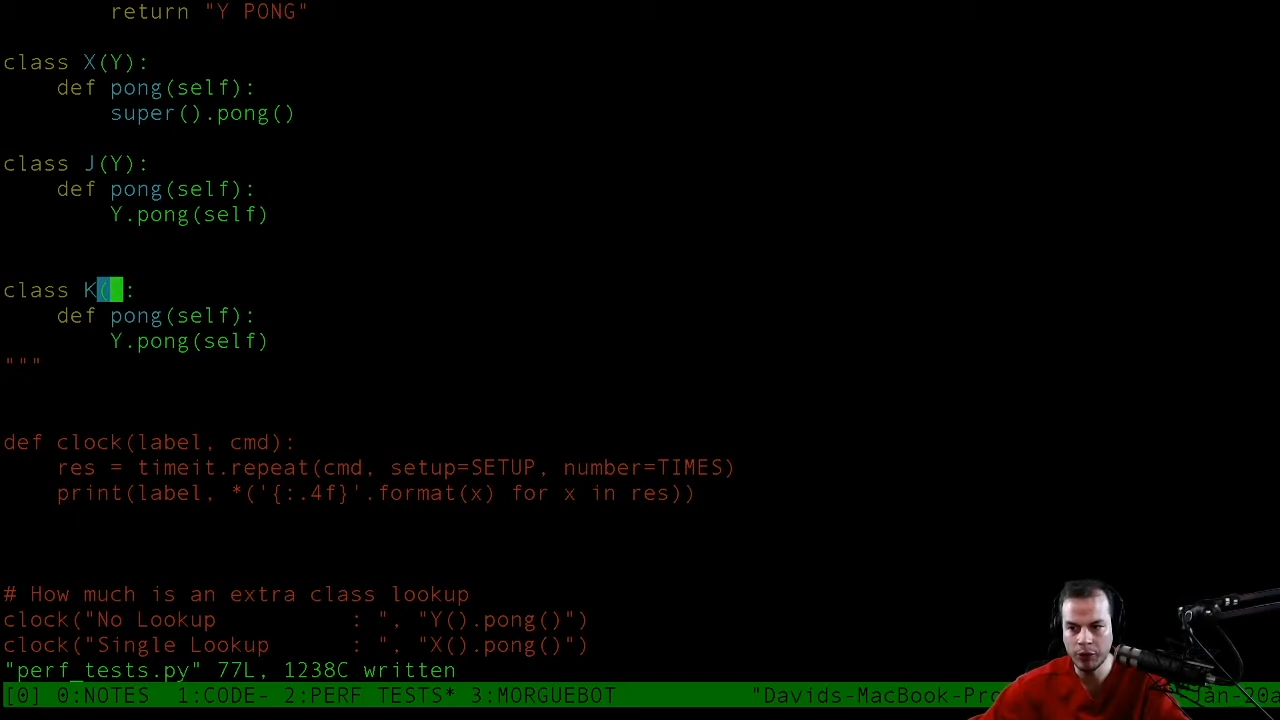 return "Y PONG"
class X(Y):
    def pong(self):
        super().pong()
class J(Y):
    def pong(self):
        Y.pong(self)
class K( :
    def pong(self):
        Y.pong(self)
"""
def clock(label, cmd):
    res = timeit.repeat(cmd, setup=SETUP, number=TIMES)
    print(label, *('{:.4f}'.format(x) for x in res))
# How much is an extra class lookup
clock("No Lookup          : ", "Y().pong()")
clock("Single Lookup      : ", "X().pong()")
"perf_tests.py" 77L, 1238C written
[0] 0:NOTES  1:CODE- 2:PERF TESTS* 3:MORGUEBOT "Davids-MacBook-Pro